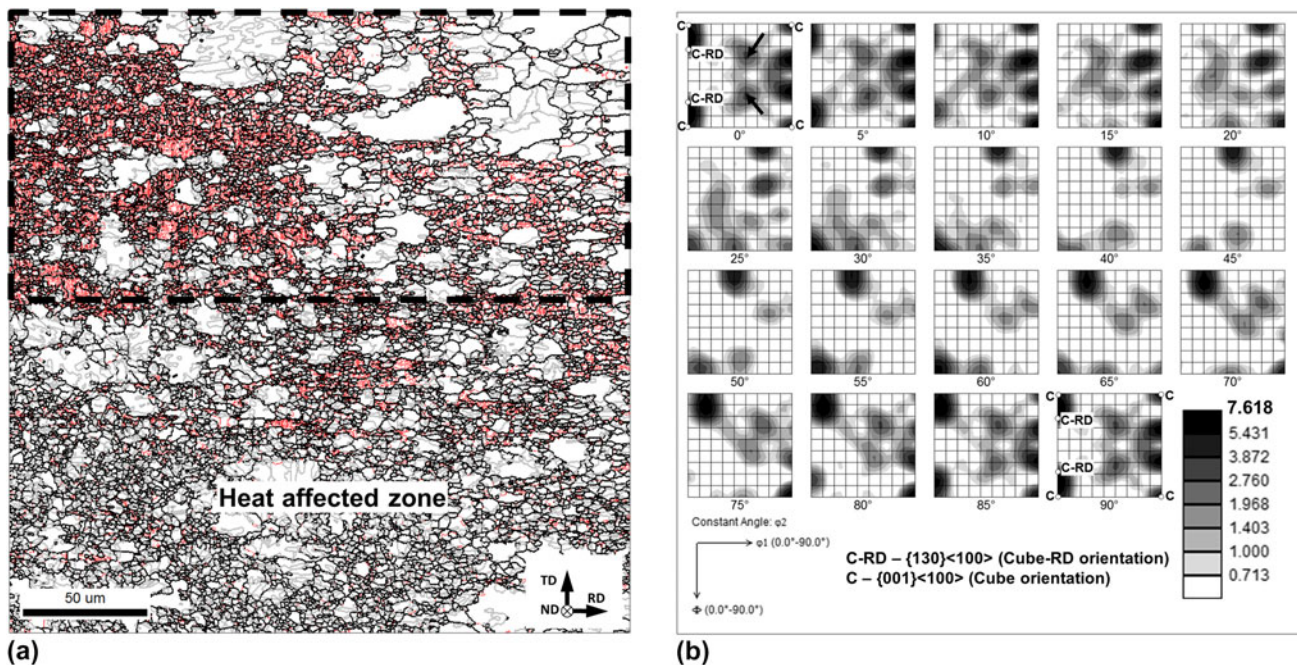 Heat affected zone
50 um
TD
ND
RD
(a)
C C
C-RD
C-RD
C C
0° 5° 10° 15° 20°
25° 30° 35° 40° 45°
50° 55° 60° 65° 70°
C C
C-RD
C-RD
C C
75° 80° 85° 90°
7.618
5.431
3.872
2.760
1.968
1.403
1.000
0.713
Constant Angle: φ2
φ1 (0.0°-90.0°)
Φ (0.0°-90.0°)
C-RD – {130}<100> (Cube-RD orientation)
C – {001}<100> (Cube orientation)
(b)